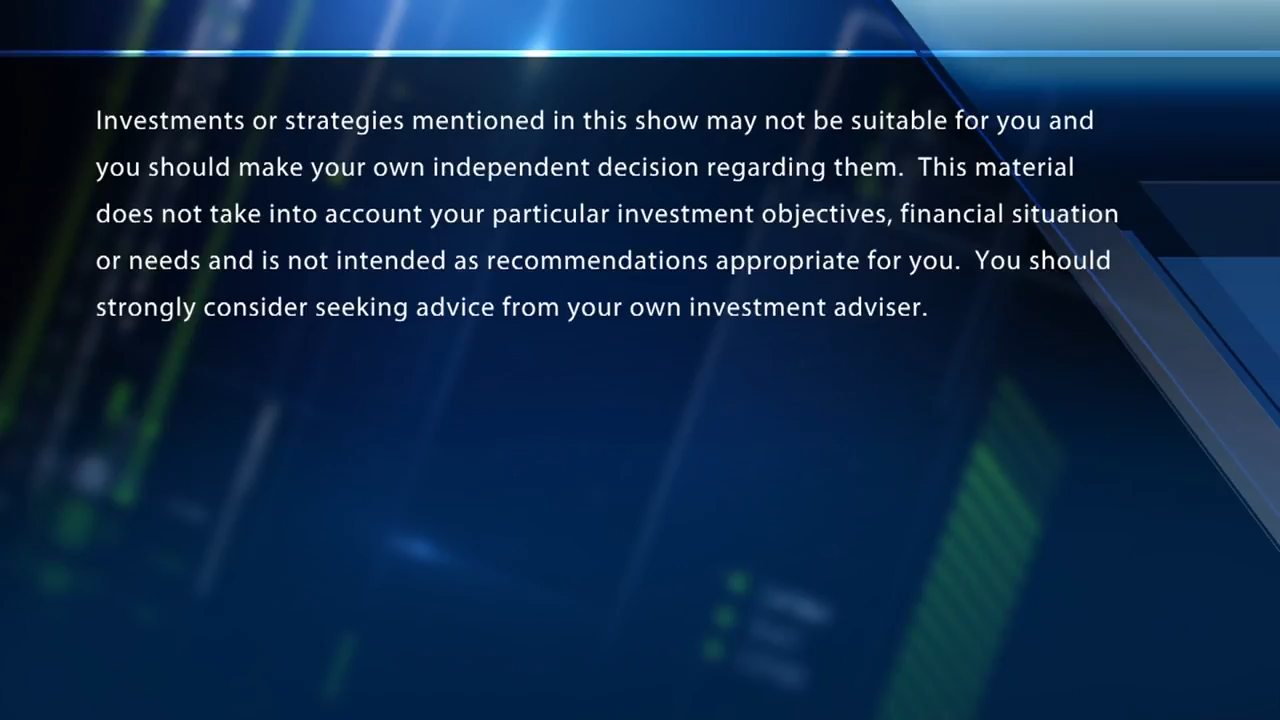 Investments or strategies mentioned in this show may not be suitable for you and
you should make your own independent decision regarding them.  This material
does not take into account your particular investment objectives, financial situation
or needs and is not intended as recommendations appropriate for you.  You should
strongly consider seeking advice from your own investment adviser.